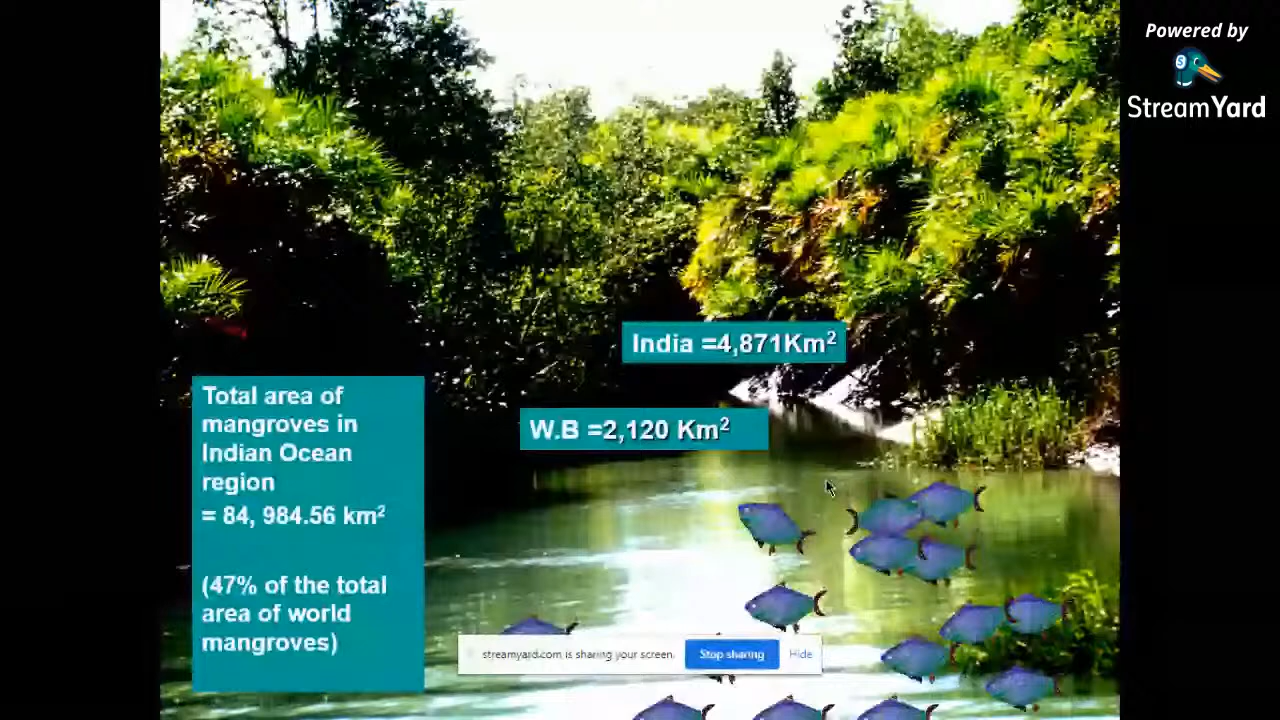 Powered by
StreamYard
India =4,871Km²
W.B =2,120 Km²
Total area of
mangroves in
Indian Ocean
region
= 84, 984.56 km²
(47% of the total
area of world
mangroves)
streamyard.com is sharing your screen.
Stop sharing
Hide